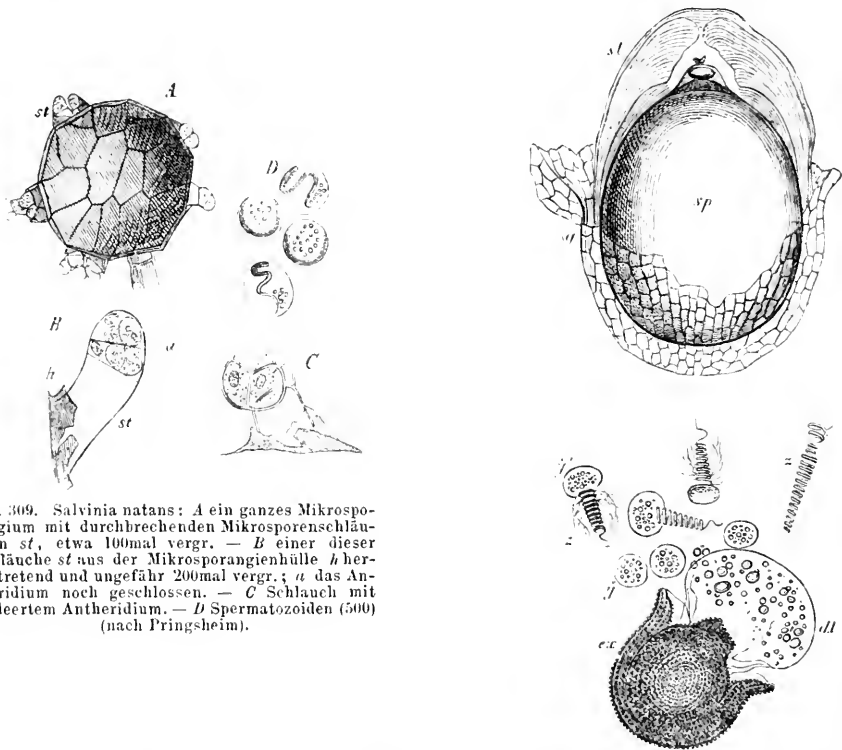 A
st
D
B
a
h
C
st
. 309. Salvinia natans: A ein ganzes Mikrospo-
gium mit durchbrechenden Mikrosporenschläu-
n st, etwa 100mal vergr. — B einer dieser
läuche st aus der Mikrosporangienhülle h her-
tretend und ungefähr 200mal vergr.; a das An-
ridium noch geschlossen. — C Schlauch mit
leertem Antheridium. — D Spermatozoiden (500)
(nach Pringsheim).
sl
sp
z
z
y
ex
dl